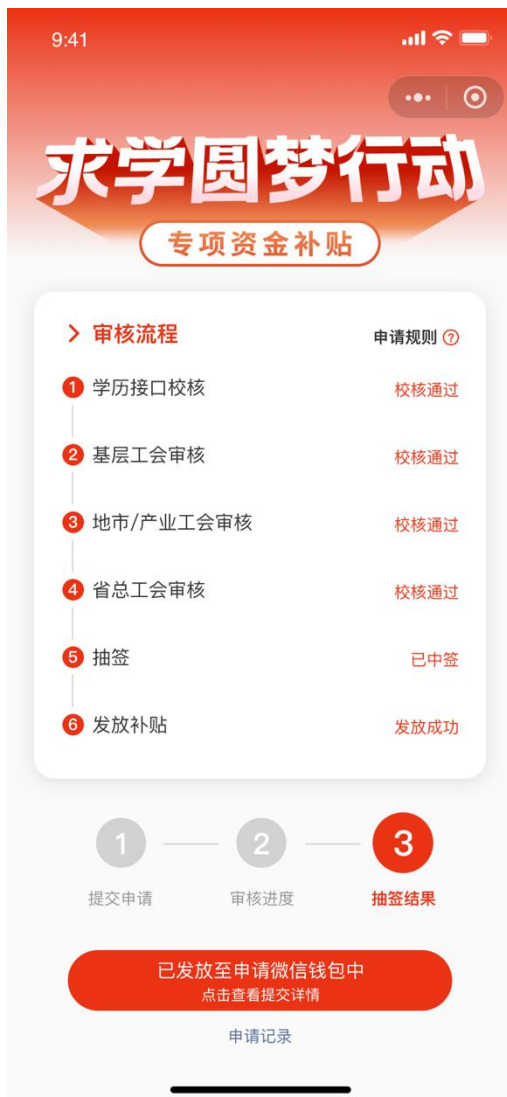 9:41
求学圆梦行动
专项资金补贴
审核流程
申请规则 ?
1 学历接口校核 校核通过
2 基层工会审核 校核通过
3 地市/产业工会审核 校核通过
4 省总工会审核 校核通过
5 抽签 已中签
6 发放补贴 发放成功
1 2 3
提交申请 审核进度 抽签结果
已发放至申请微信钱包中
点击查看提交详情
申请记录